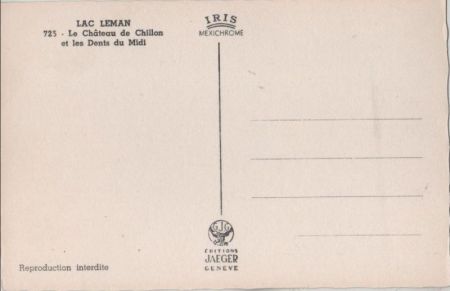 LAC LEMAN
725 - Le Château de Chillon
et les Dents du Midi
IRIS
MEXICHROME
EDITIONS
JAEGER
GENEVE
Reproduction interdite